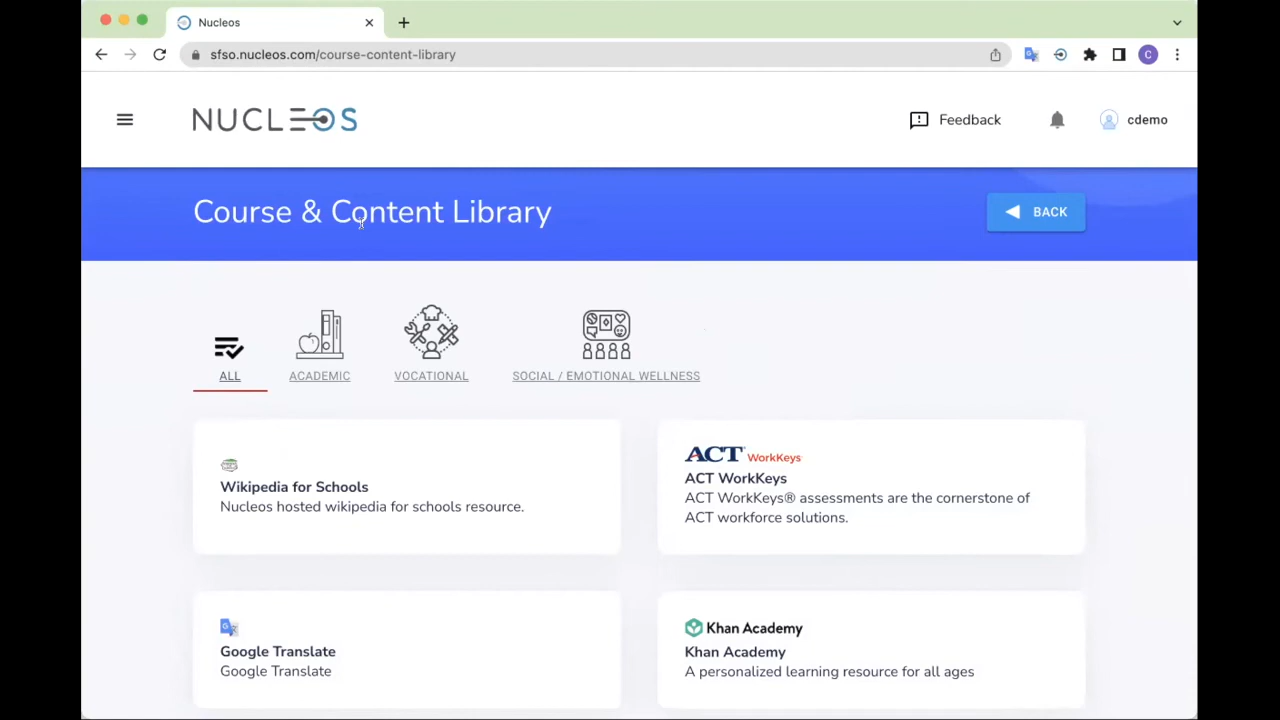 Nucleos
sfso.nucleos.com/course-content-library
C
NUCLEOS
Feedback
cdemo
Course & Content Library
BACK
ALL
ACADEMIC
VOCATIONAL
SOCIAL / EMOTIONAL WELLNESS
Wikipedia for Schools
Nucleos hosted wikipedia for schools resource.
ACT WorkKeys
ACT WorkKeys
ACT WorkKeys® assessments are the cornerstone of
ACT workforce solutions.
Google Translate
Google Translate
Khan Academy
Khan Academy
A personalized learning resource for all ages